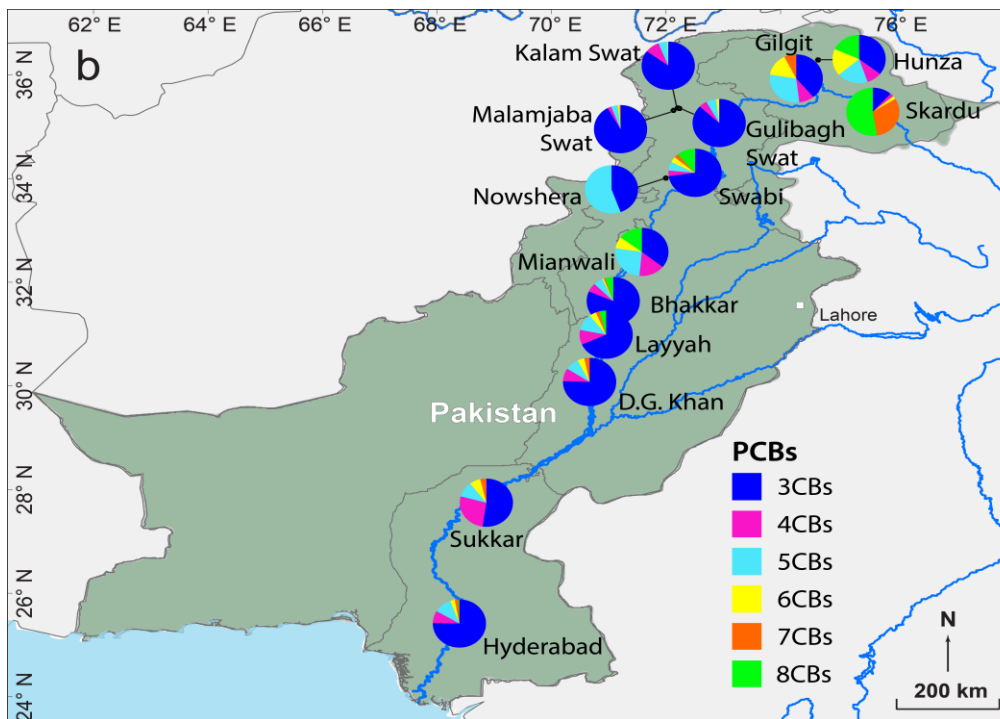 62° E
64° E
66° E
68° E
70° E
72° E
76° E
36° N
34° N
32° N
30° N
28° N
26° N
24° N
b
Kalam Swat
Gilgit
Hunza
Malamjaba
Swat
Skardu
Gulibagh
Swat
Nowshera
Swabi
Mianwali
Bhakkar
Lahore
Layyah
D.G. Khan
Pakistan
Sukkar
Hyderabad
PCBs
3CBs
4CBs
5CBs
6CBs
7CBs
8CBs
N
200 km